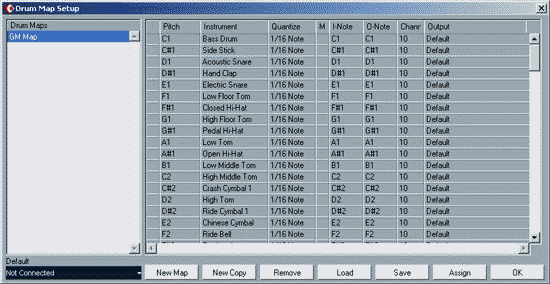 Drum Map Setup
Drum Maps
GM Map
Pitch Instrument Quantize M I-Note O-Note Chanr Output
C1 Bass Drum 1/16 Note C1 C1 10 Default
C#1 Side Stick 1/16 Note C#1 C#1 10 Default
D1 Acoustic Snare 1/16 Note D1 D1 10 Default
D#1 Hand Clap 1/16 Note D#1 D#1 10 Default
E1 Electric Snare 1/16 Note E1 E1 10 Default
F1 Low Floor Tom 1/16 Note F1 F1 10 Default
F#1 Closed Hi-Hat 1/16 Note F#1 F#1 10 Default
G1 High Floor Tom 1/16 Note G1 G1 10 Default
G#1 Pedal Hi-Hat 1/16 Note G#1 G#1 10 Default
A1 Low Tom 1/16 Note A1 A1 10 Default
A#1 Open Hi-Hat 1/16 Note A#1 A#1 10 Default
B1 Low Middle Tom 1/16 Note B1 B1 10 Default
C2 High Middle Tom 1/16 Note C2 C2 10 Default
C#2 Crash Cymbal 1 1/16 Note C#2 C#2 10 Default
D2 High Tom 1/16 Note D2 D2 10 Default
D#2 Ride Cymbal 1 1/16 Note D#2 D#2 10 Default
E2 Chinese Cymbal 1/16 Note E2 E2 10 Default
F2 Ride Bell 1/16 Note F2 F2 10 Default
Default
Not Connected
New Map New Copy Remove Load Save Assign OK